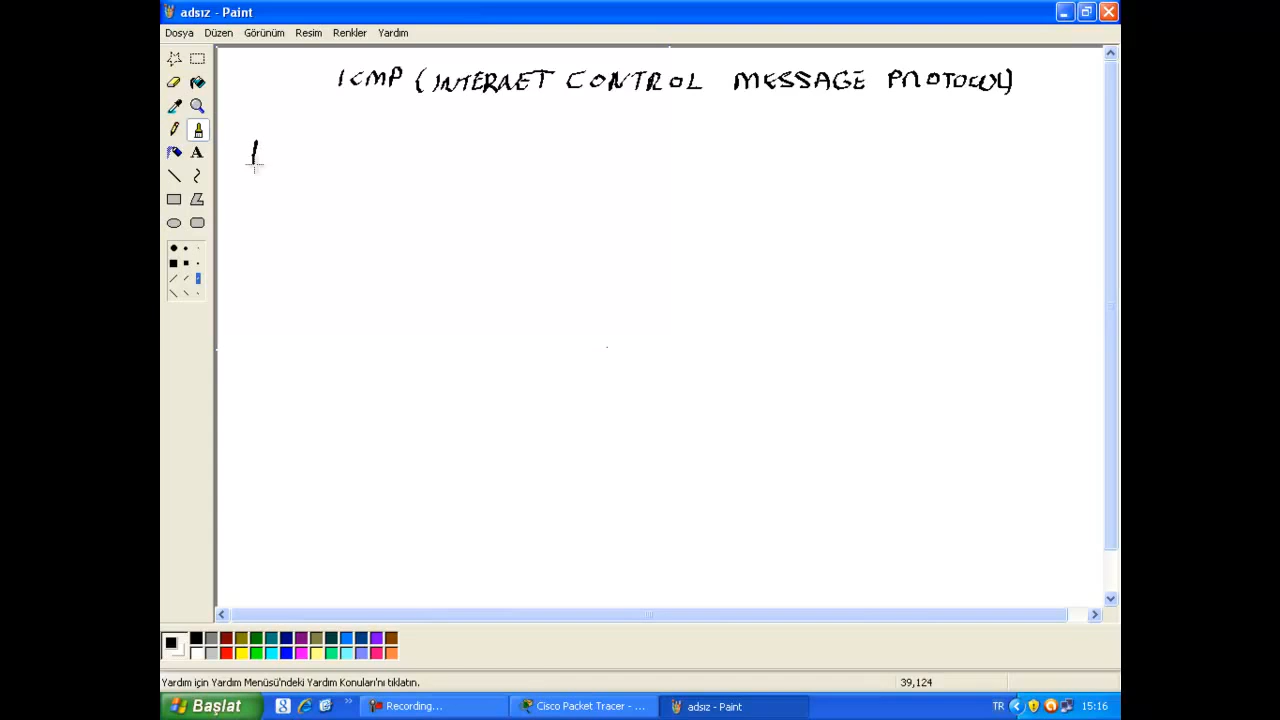 adsız - Paint
Dosya Düzen Görünüm Resim Renkler Yardım
ICMP (INTERNET CONTROL MESSAGE PROTOCOL)
Yardım için Yardım Menüsü'ndeki Yardım Konuları'nı tıklatın.
39,124
Başlat
Recording...
Cisco Packet Tracer - ...
adsız - Paint
TR
15:16